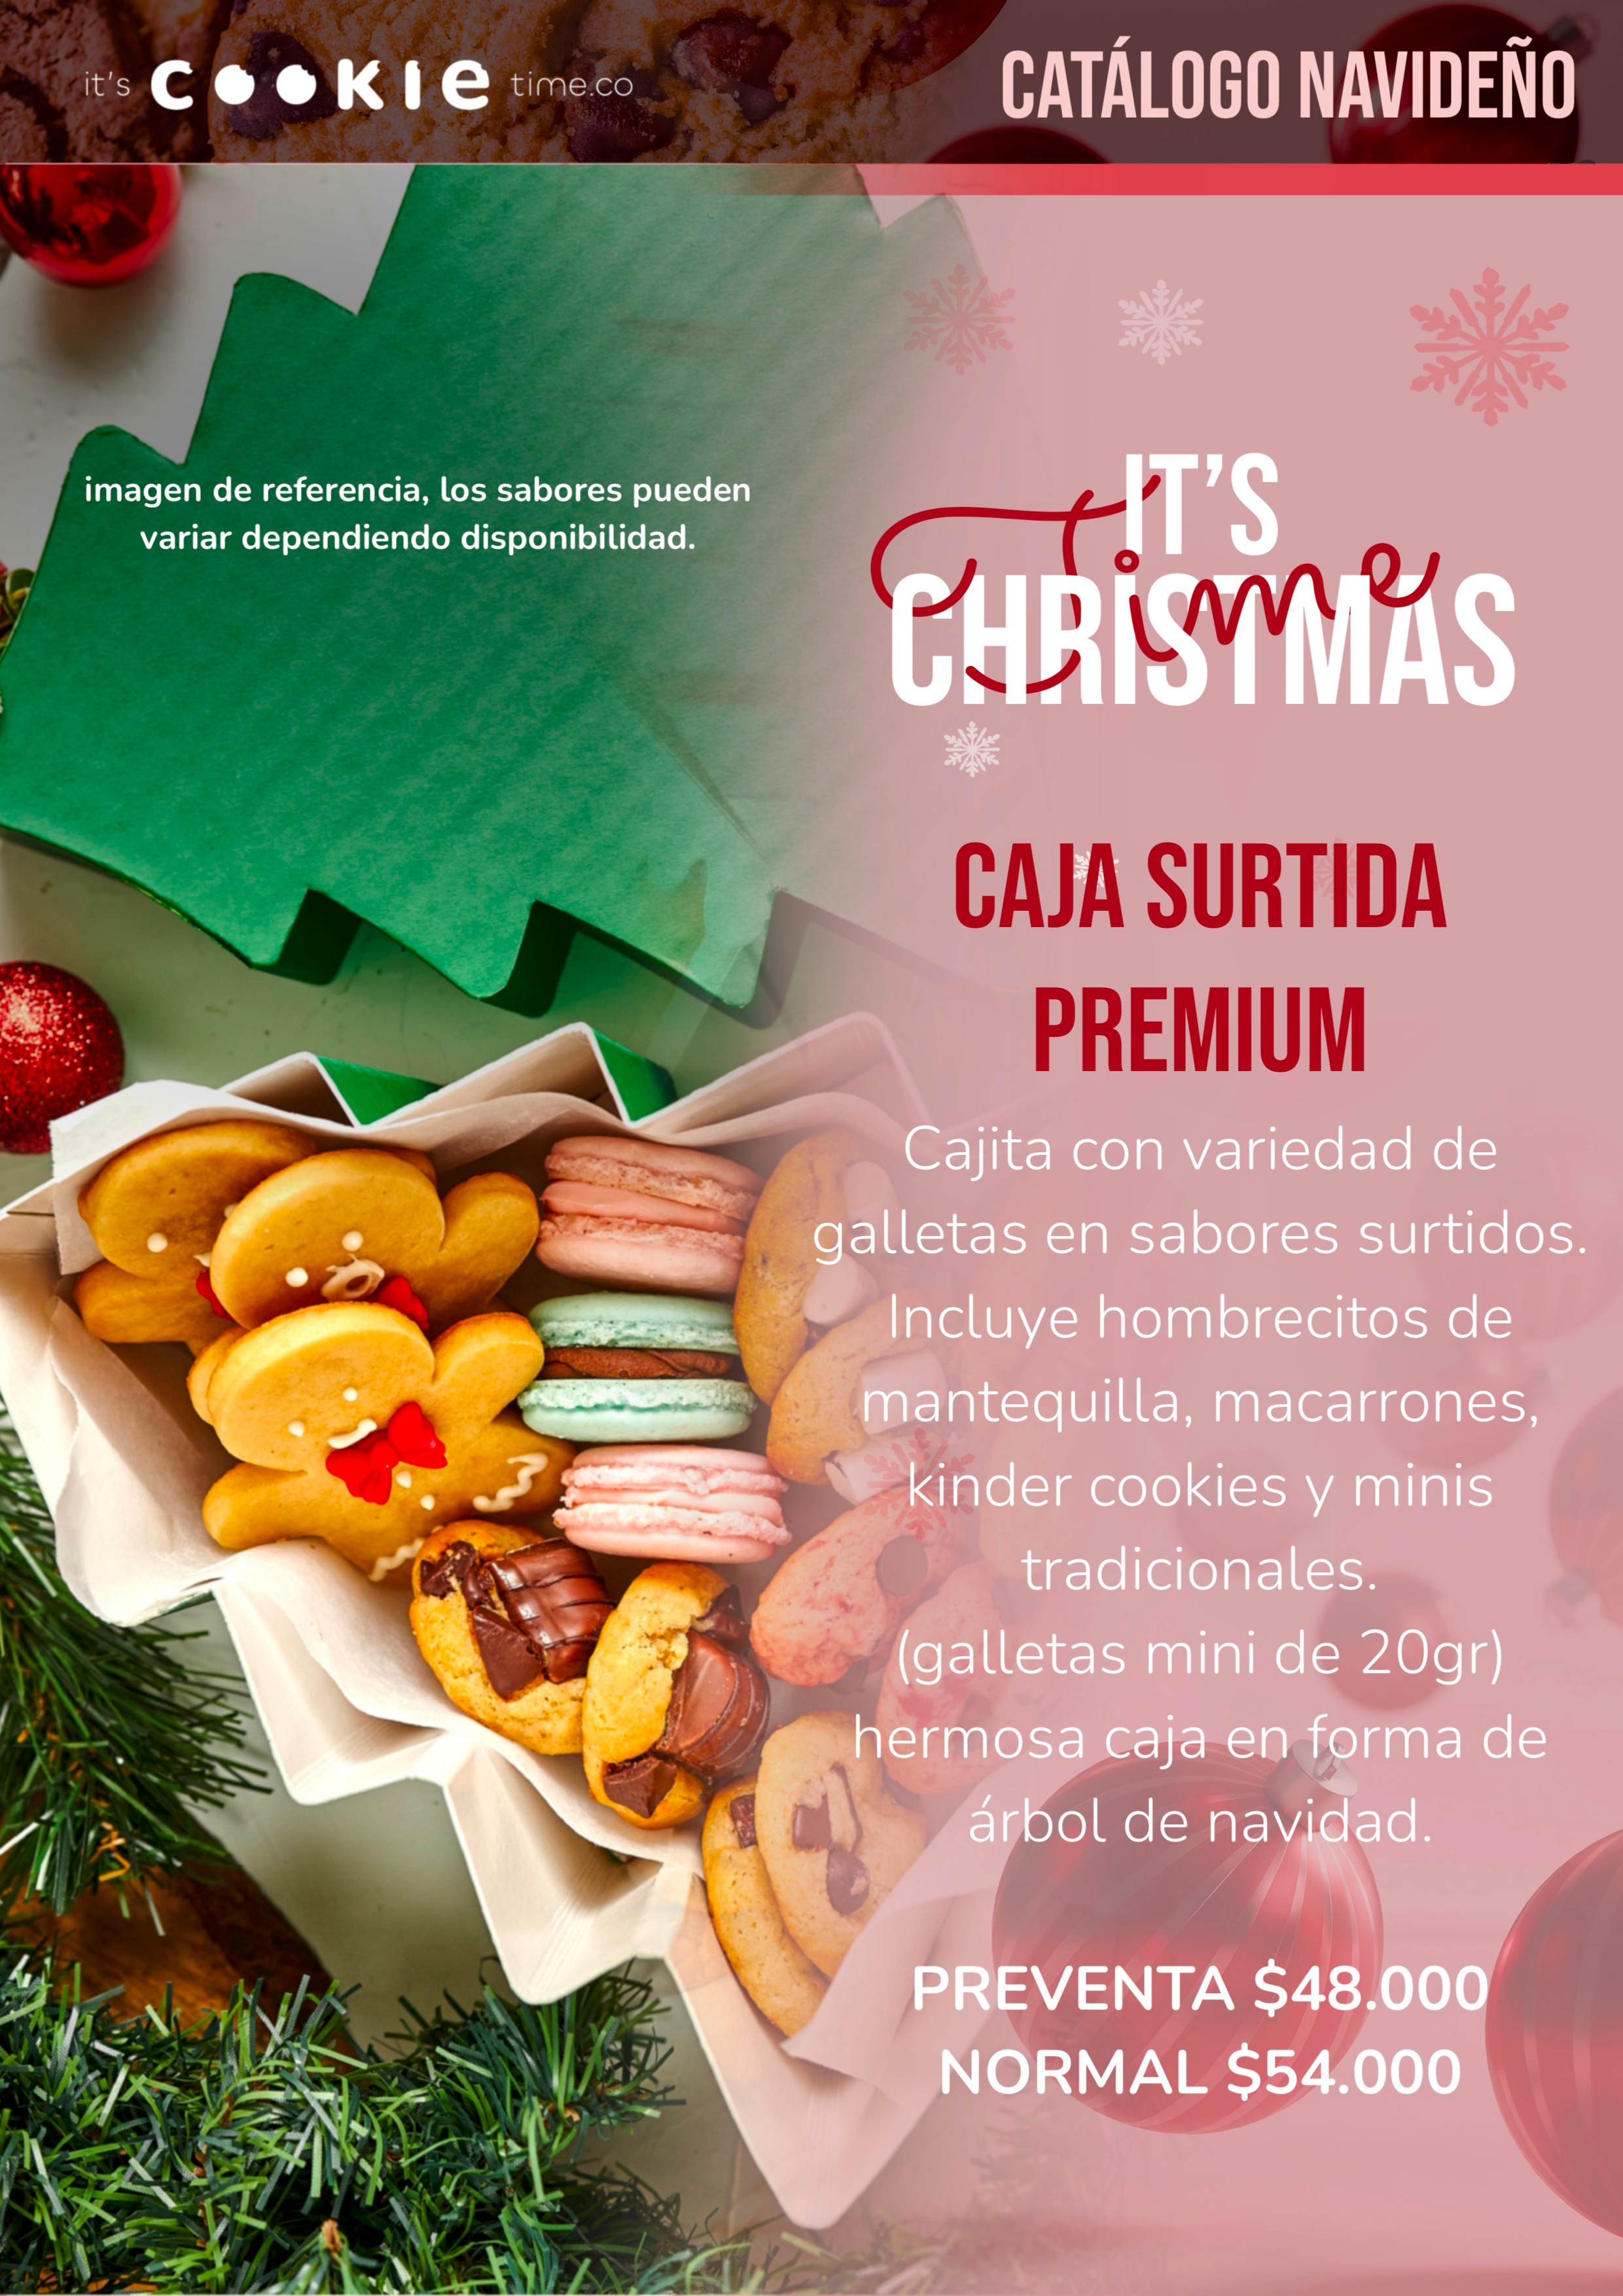 it's COOKIE time.co
CATÁLOGO NAVIDEÑO
imagen de referencia, los sabores pueden
variar dependiendo disponibilidad.
IT'S
Time
CHRISTMAS
CAJA SURTIDA
PREMIUM
Cajita con variedad de
galletas en sabores surtidos.
Incluye hombrecitos de
mantequilla, macarrones,
kinder cookies y minis
tradicionales.
(galletas mini de 20gr)
hermosa caja en forma de
árbol de navidad.
PREVENTA $48.000
NORMAL $54.000